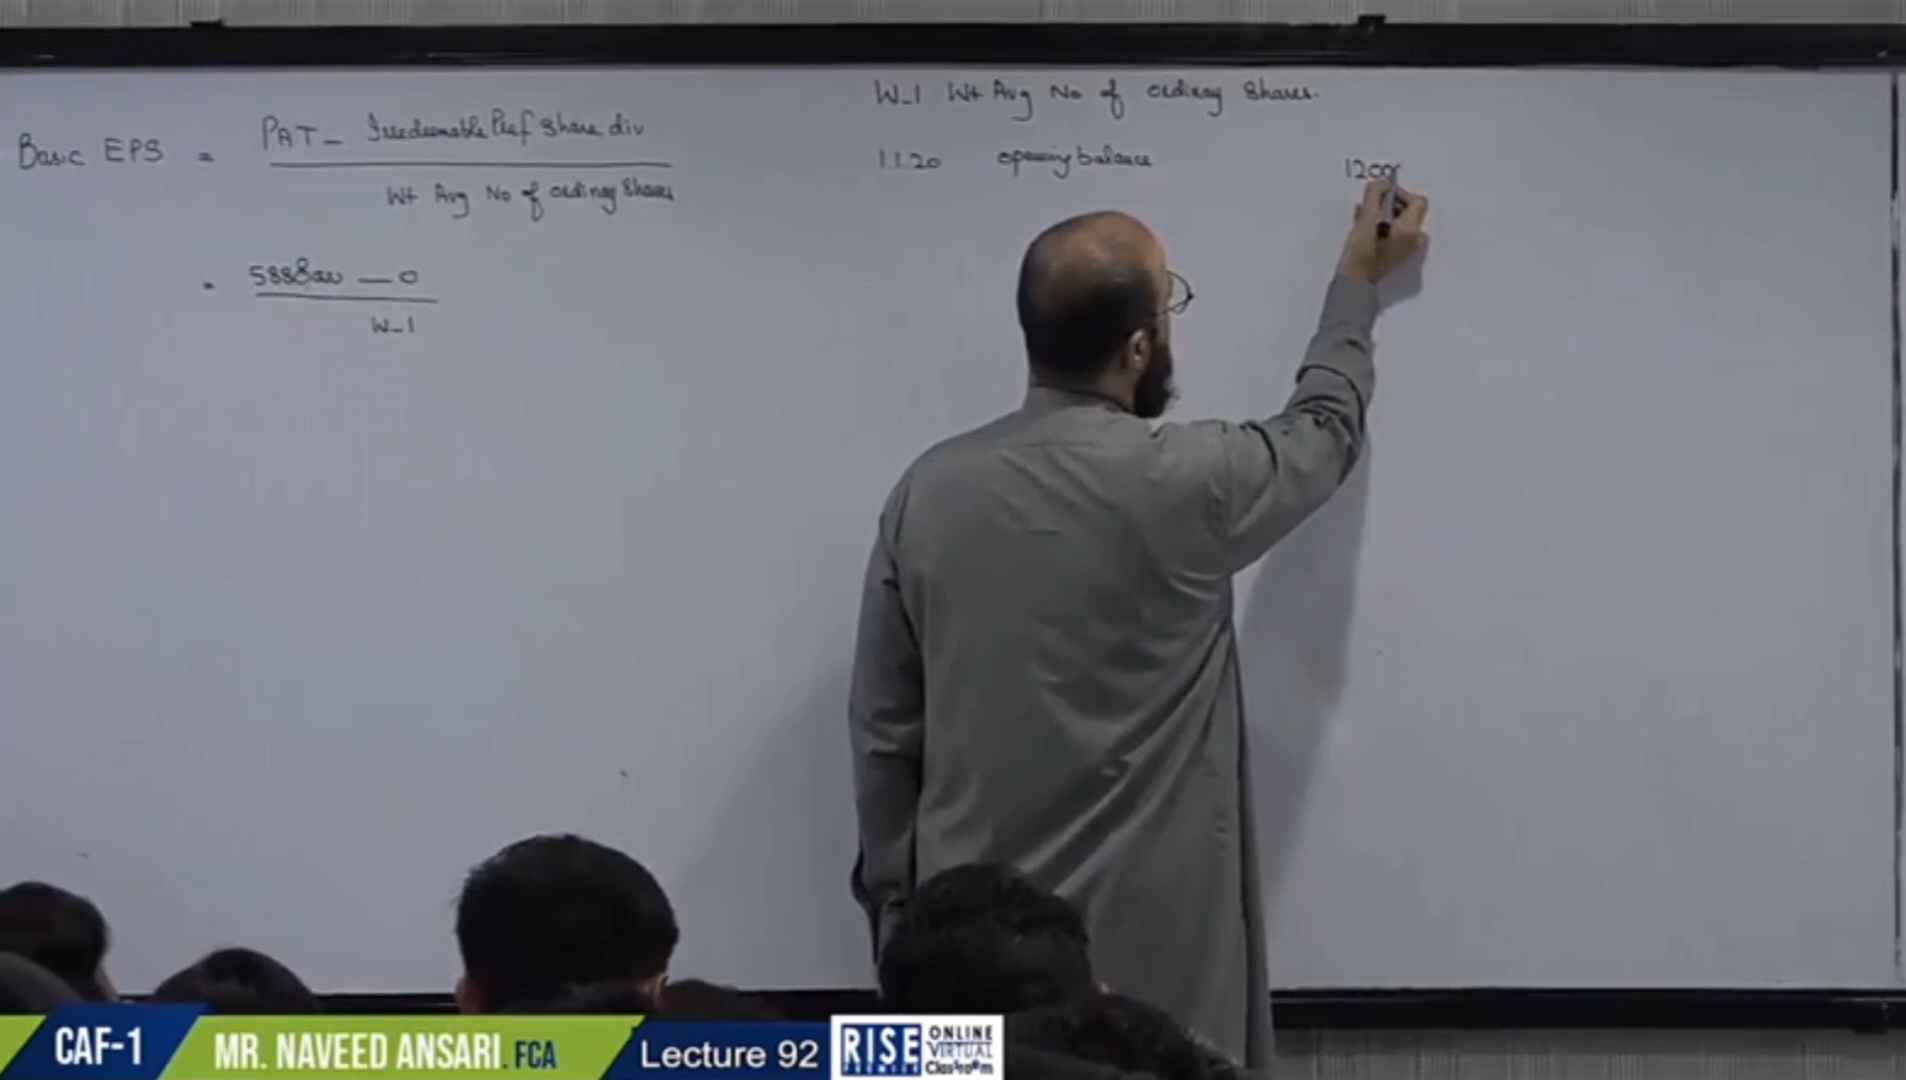 Basic EPS = PAT - Irredeemable Pref Share div
Wt Avg No of ordinary Shares
= 5888000 - 0
W-1
W-1 Wt Avg No of ordinary Shares.
1.1.20 opening balance 1200
CAF-1 MR. NAVEED ANSARI. FCA Lecture 92 RISE PREMIER ONLINE VIRTUAL Classroom